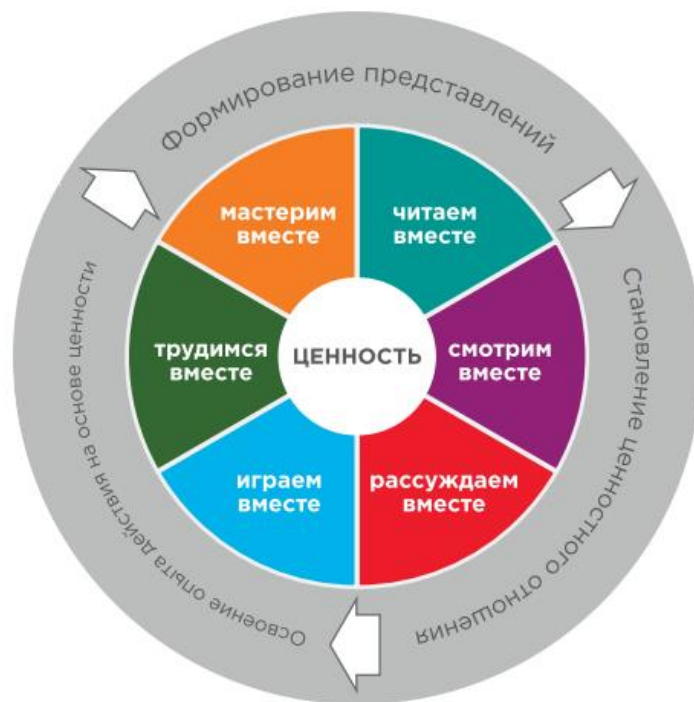 Формирование представлений
Становление ценностного отношения
Освоение опыта действия на основе ценности
мастерим
вместе
читаем
вместе
трудимся
вместе
ЦЕННОСТЬ
смотрим
вместе
играем
вместе
рассуждаем
вместе